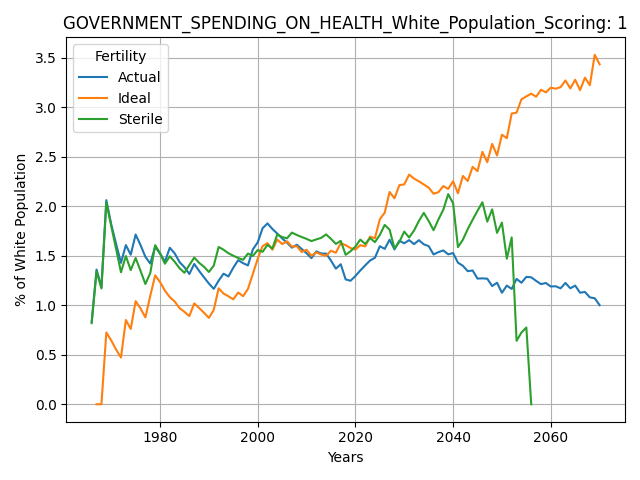 GOVERNMENT_SPENDING_ON_HEALTH_White_Population_Scoring: 1
Fertility
Actual
Ideal
Sterile
% of White Population
3.5
3.0
2.5
2.0
1.5
1.0
0.5
0.0
1980 2000 2020 2040 2060
Years